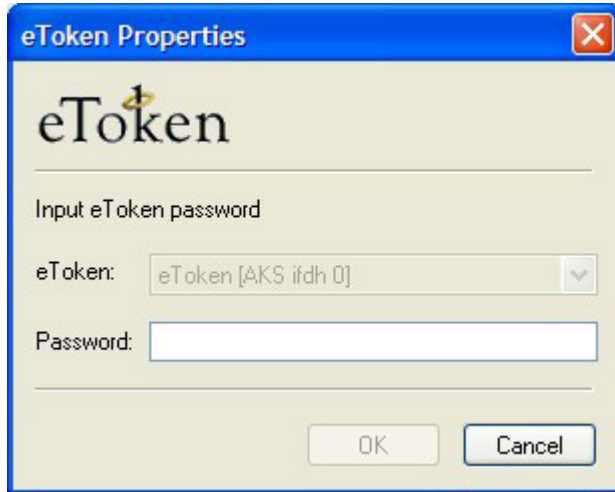 eToken Properties
eToken
Input eToken password
eToken: eToken [AKS ifdh 0]
Password:
OK Cancel